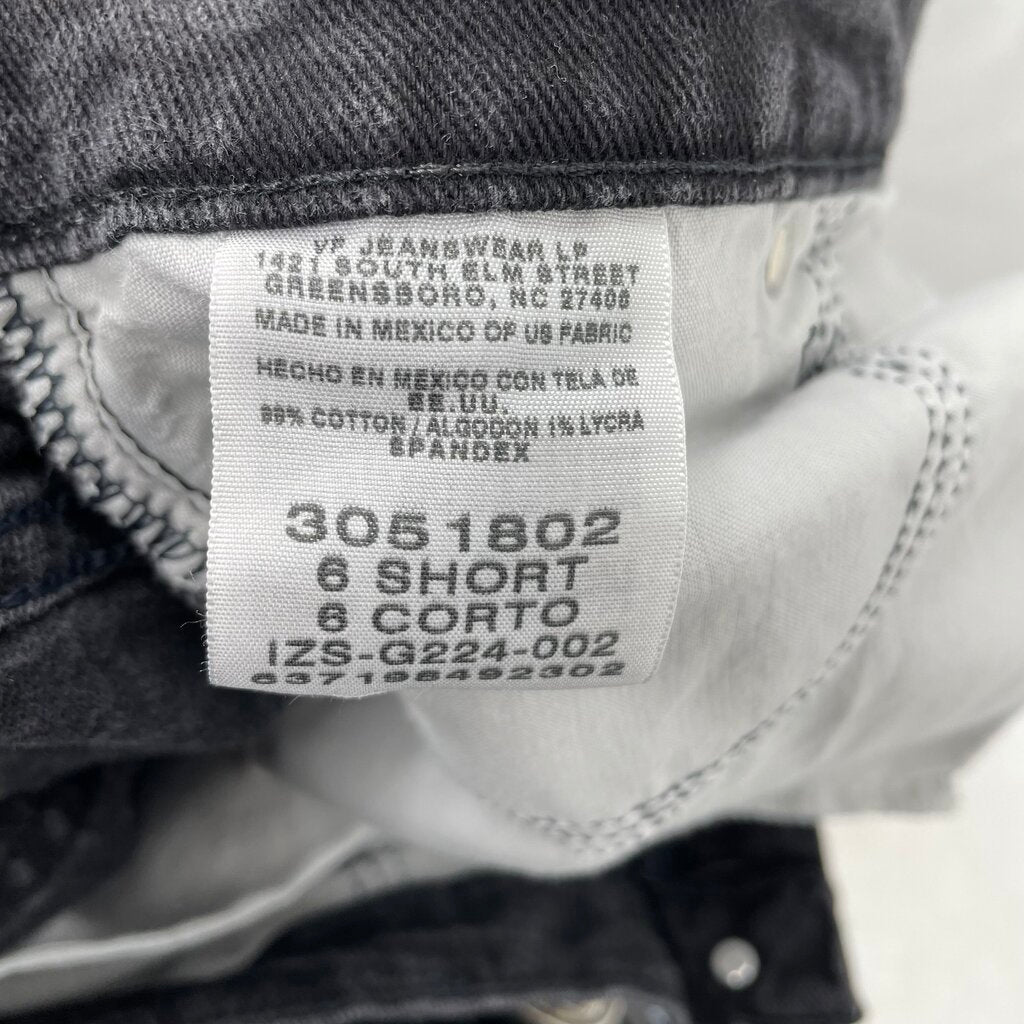 VF JEANSWEAR LP
1421 SOUTH ELM STREET
GREENSBORO, NC 27406
MADE IN MEXICO OF US FABRIC
HECHO EN MEXICO CON TELA DE
EE.UU.
99% COTTON/ALGODON 1% LYCRA
SPANDEX
3051802
6 SHORT
6 CORTO
IZS-G224-002